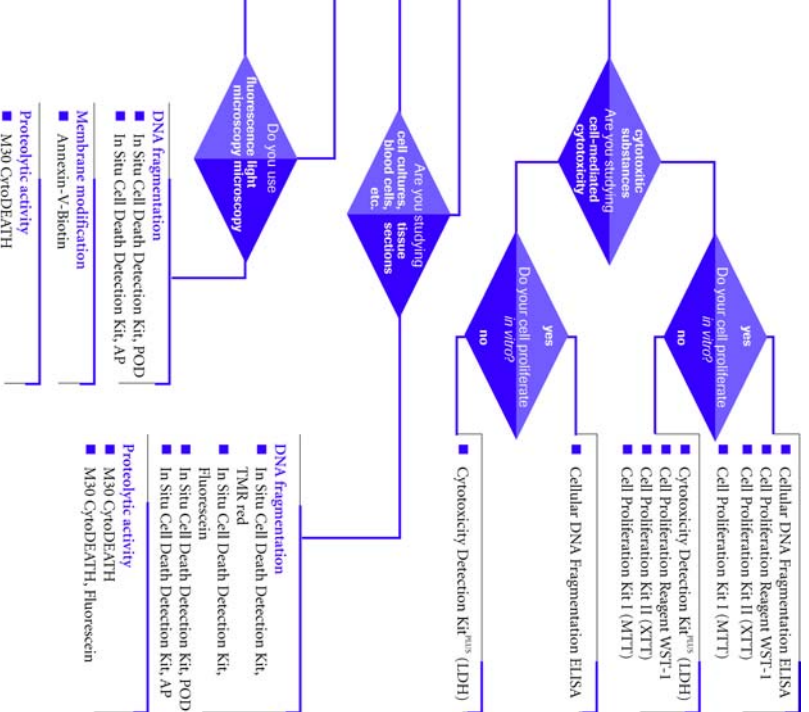 cytotoxitic
substances
Are you studying
cell-mediated
cytotoxicity
yes
Do your cell proliferate
in vitro?
no
Cellular DNA Fragmentation ELISA
Cell Proliferation Reagent WST-1
Cell Proliferation Kit II (XTT)
Cell Proliferation Kit I (MTT)
Cytotoxicity Detection KitPLUS (LDH)
Cell Proliferation Reagent WST-1
Cell Proliferation Kit II (XTT)
Cell Proliferation Kit I (MTT)
yes
Do your cell proliferate
in vitro?
no
Cellular DNA Fragmentation ELISA
Cytotoxicity Detection KitPLUS (LDH)
Are you studying
cell cultures, tissue
blood cells, sections
etc.
DNA fragmentation
In Situ Cell Death Detection Kit,
TMR red
In Situ Cell Death Detection Kit,
Fluorescein
In Situ Cell Death Detection Kit, POD
In Situ Cell Death Detection Kit, AP
Proteolytic activity
M30 CytoDEATH
M30 CytoDEATH, Fluorescein
Do you use
fluorescence light
microscopy microscopy
DNA fragmentation
In Situ Cell Death Detection Kit, POD
In Situ Cell Death Detection Kit, AP
Membrane modification
Annexin-V-Biotin
Proteolytic activity
M30 CytoDEATH